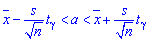 x̅ - s/√n t_γ < a < x̅ + s/√n t_γ